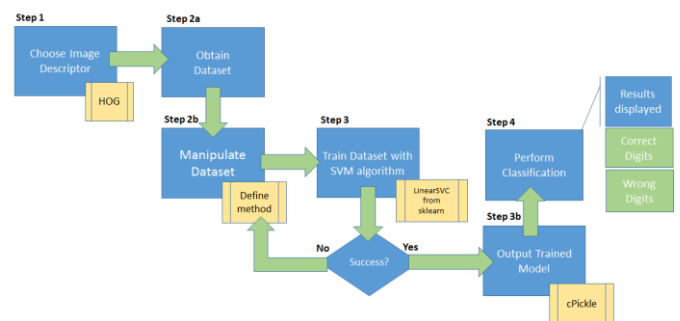 Step 1
Choose Image
Descriptor
HOG
Step 2a
Obtain
Dataset
Step 2b
Manipulate
Dataset
Define
method
Step 3
Train Dataset with
SVM algorithm
LinearSVC
from
sklearn
No
Success?
Yes
Step 3b
Output Trained
Model
cPickle
Step 4
Perform
Classification
Results
displayed
Correct
Digits
Wrong
Digits